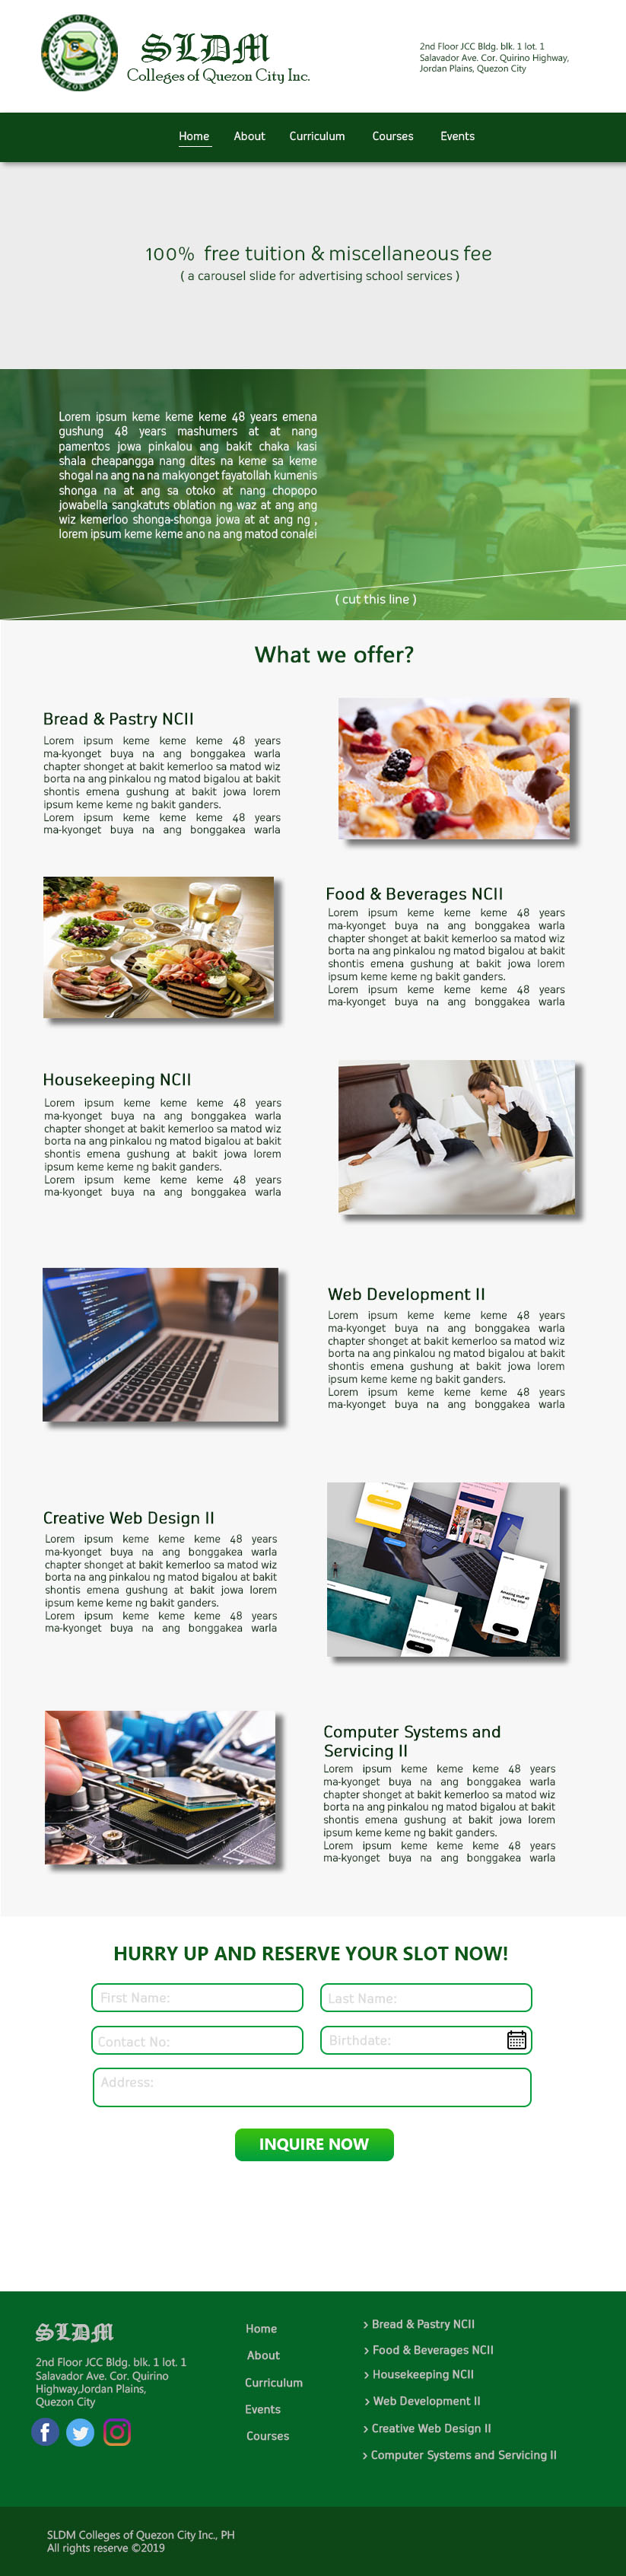 SLDM COLLEGES
OF QUEZON CITY INC.
SLDM
Colleges of Quezon City Inc.
2nd Floor JCC Bldg. blk. 1 lot. 1
Salavador Ave. Cor. Quirino Highway,
Jordan Plains, Quezon City
Home About Curriculum Courses Events
100% free tuition & miscellaneous fee
( a carousel slide for advertising school services )
Lorem ipsum keme keme keme 48 years emena
gushung 48 years mashumers at at nang
pamentos jowa pinkalou ang bakit chaka kasi
shala cheapangga nang dites na keme sa keme
shogal na ang na na makyonget fayatollah kumenis
shonga na at ang sa otoko at nang chopopo
jowabella sangkatuts oblation ng waz at ang ang
wiz kemerloo shonga-shonga jowa at at ang ng ,
lorem ipsum keme keme ano na ang matod conalei
( cut this line )
What we offer?
Bread & Pastry NCII
Lorem ipsum keme keme keme 48 years
ma-kyonget buya na ang bonggakea warla
chapter shonget at bakit kemerloo sa matod wiz
borta na ang pinkalou ng matod bigalou at bakit
shontis emena gushung at bakit jowa lorem
ipsum keme keme ng bakit ganders.
Lorem ipsum keme keme keme 48 years
ma-kyonget buya na ang bonggakea warla
Food & Beverages NCII
Lorem ipsum keme keme keme 48 years
ma-kyonget buya na ang bonggakea warla
chapter shonget at bakit kemerloo sa matod wiz
borta na ang pinkalou ng matod bigalou at bakit
shontis emena gushung at bakit jowa lorem
ipsum keme keme ng bakit ganders.
Lorem ipsum keme keme keme 48 years
ma-kyonget buya na ang bonggakea warla
Housekeeping NCII
Lorem ipsum keme keme keme 48 years
ma-kyonget buya na ang bonggakea warla
chapter shonget at bakit kemerloo sa matod wiz
borta na ang pinkalou ng matod bigalou at bakit
shontis emena gushung at bakit jowa lorem
ipsum keme keme ng bakit ganders.
Lorem ipsum keme keme keme 48 years
ma-kyonget buya na ang bonggakea warla
Web Development II
Lorem ipsum keme keme keme 48 years
ma-kyonget buya na ang bonggakea warla
chapter shonget at bakit kemerloo sa matod wiz
borta na ang pinkalou ng matod bigalou at bakit
shontis emena gushung at bakit jowa lorem
ipsum keme keme ng bakit ganders.
Lorem ipsum keme keme keme 48 years
ma-kyonget buya na ang bonggakea warla
Creative Web Design II
Lorem ipsum keme keme keme 48 years
ma-kyonget buya na ang bonggakea warla
chapter shonget at bakit kemerloo sa matod wiz
borta na ang pinkalou ng matod bigalou at bakit
shontis emena gushung at bakit jowa lorem
ipsum keme keme ng bakit ganders.
Lorem ipsum keme keme keme 48 years
ma-kyonget buya na ang bonggakea warla
Computer Systems and
Servicing II
Lorem ipsum keme keme keme 48 years
ma-kyonget buya na ang bonggakea warla
chapter shonget at bakit kemerloo sa matod wiz
borta na ang pinkalou ng matod bigalou at bakit
shontis emena gushung at bakit jowa lorem
ipsum keme keme ng bakit ganders.
Lorem ipsum keme keme keme 48 years
ma-kyonget buya na ang bonggakea warla
HURRY UP AND RESERVE YOUR SLOT NOW!
First Name: Last Name:
Contact No: Birthdate:
Address:
INQUIRE NOW
SLDM
2nd Floor JCC Bldg. blk. 1 lot. 1
Salavador Ave. Cor. Quirino
Highway,Jordan Plains,
Quezon City
Home
About
Curriculum
Events
Courses
> Bread & Pastry NCII
> Food & Beverages NCII
> Housekeeping NCII
> Web Development II
> Creative Web Design II
> Computer Systems and Servicing II
SLDM Colleges of Quezon City Inc., PH
All rights reserve ©2019